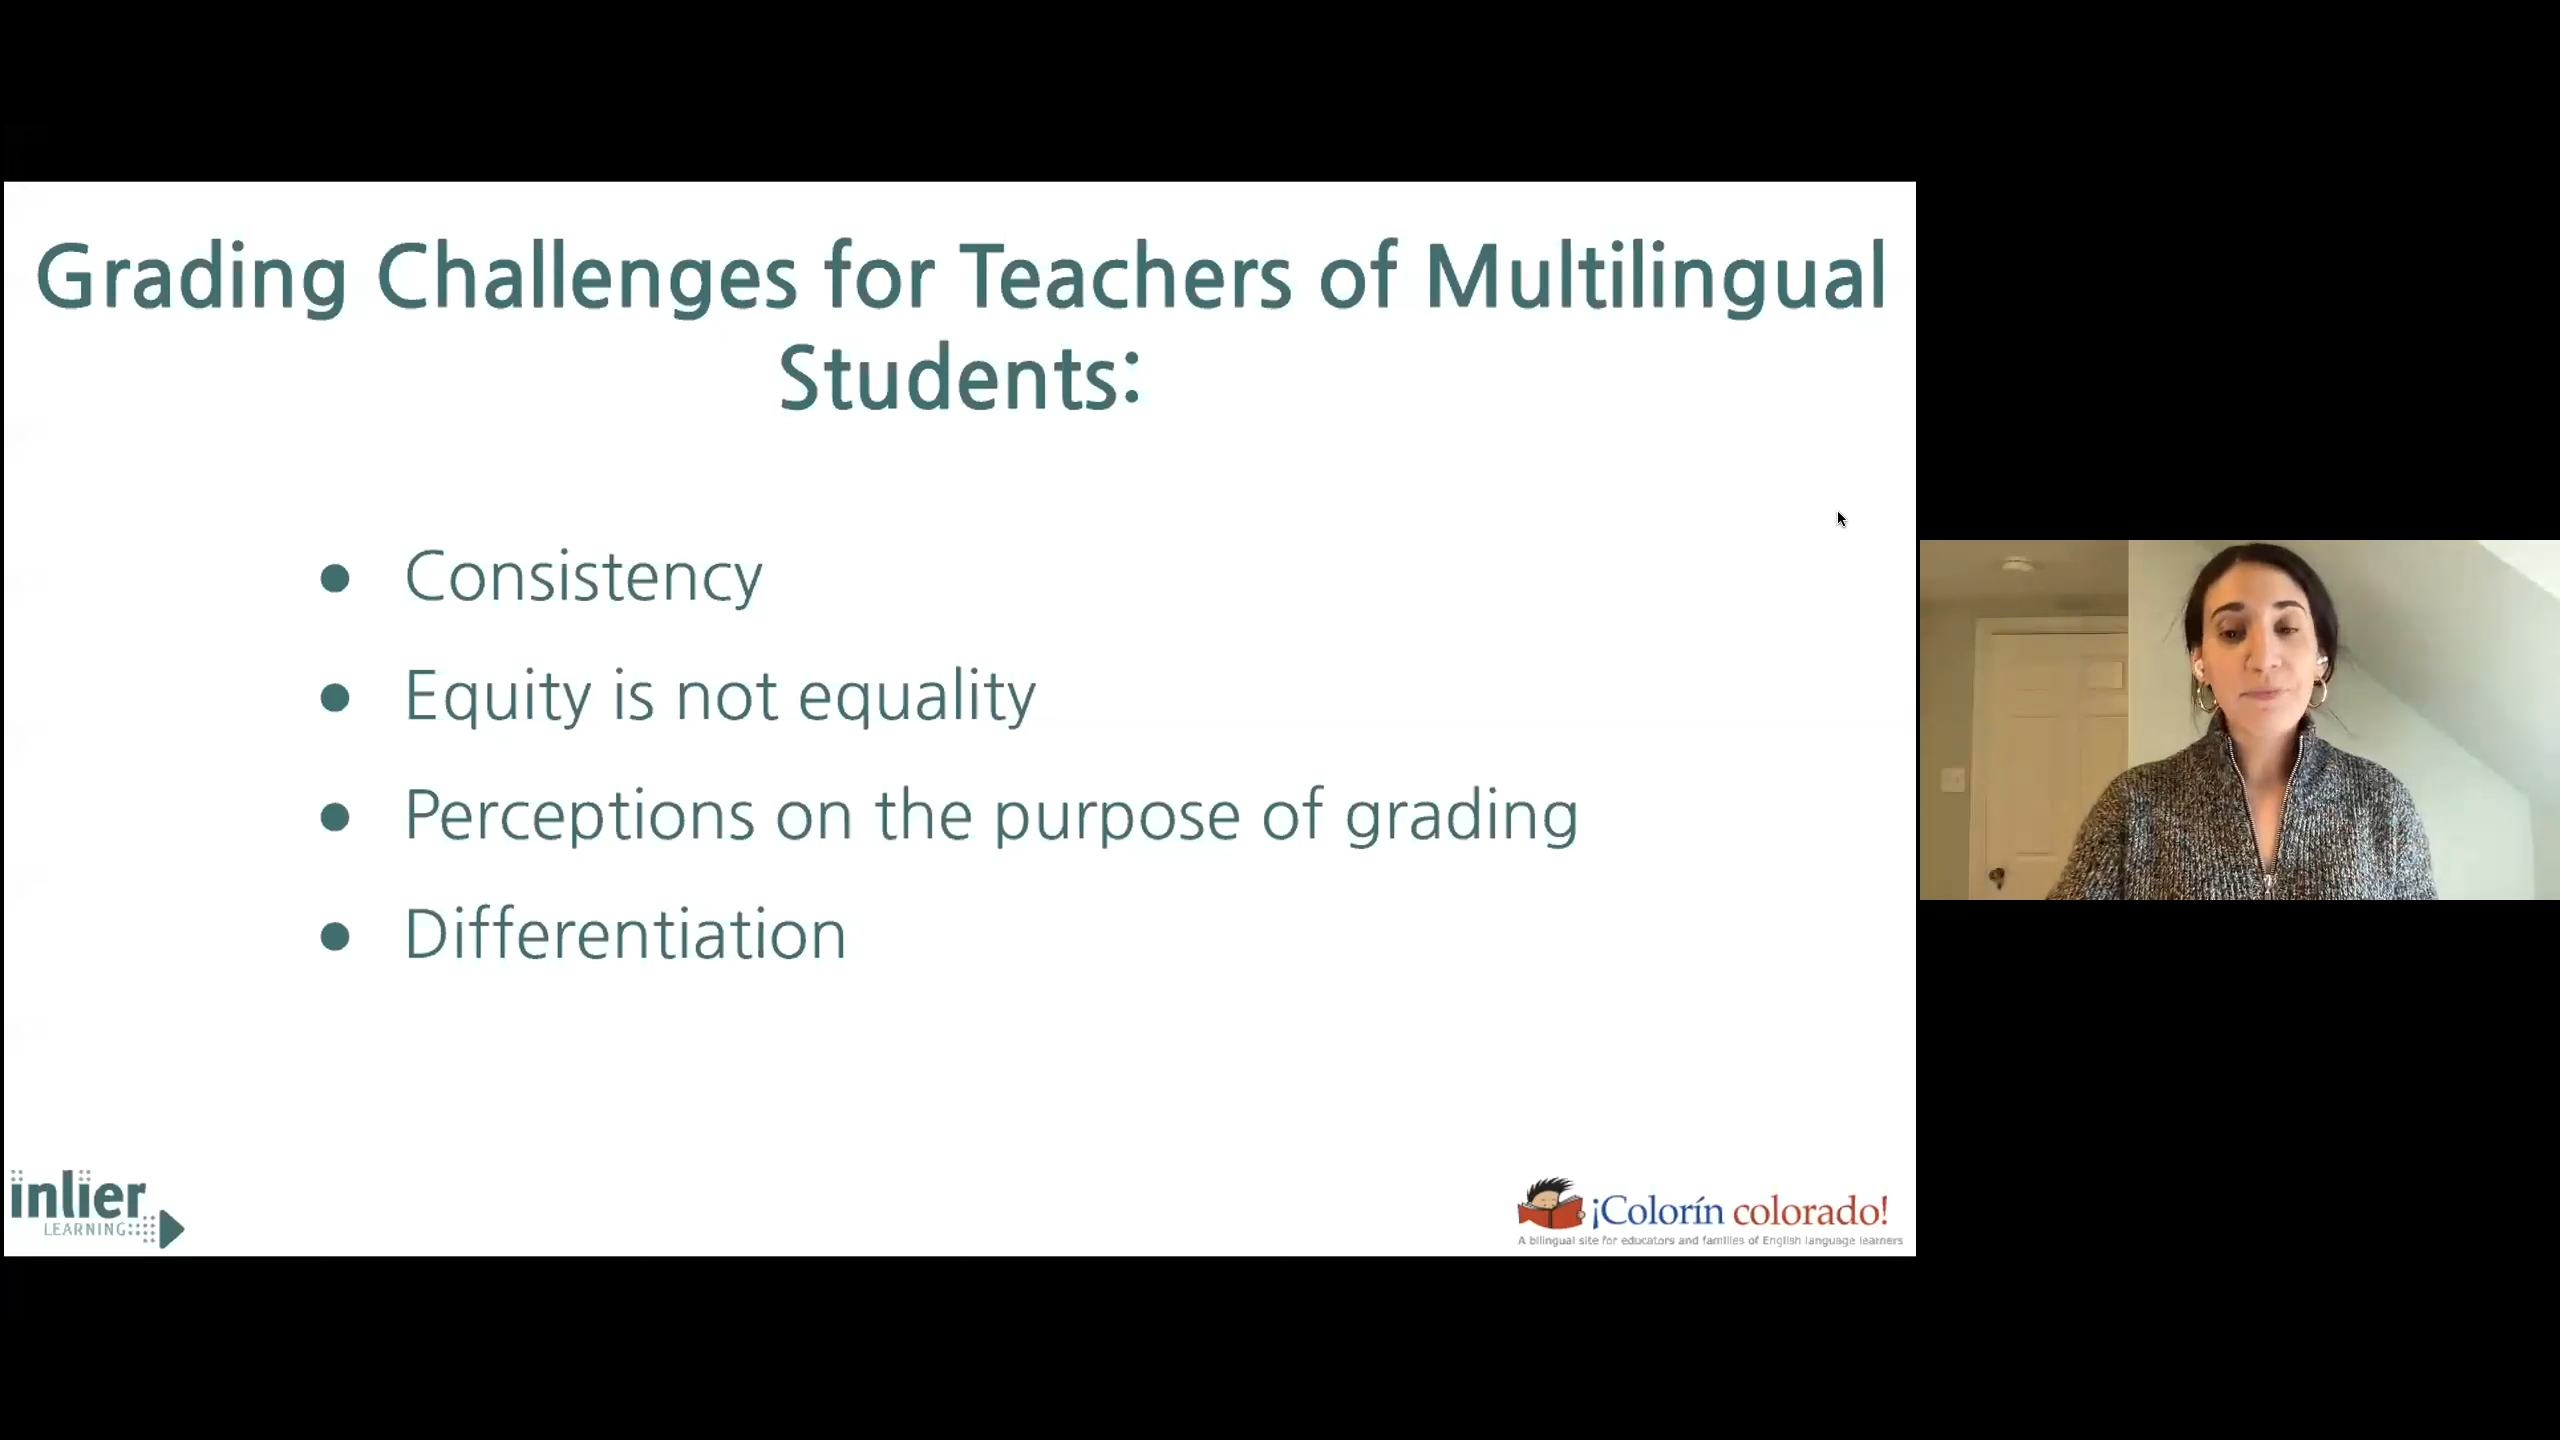 Grading Challenges for Teachers of Multilingual
Students:
● Consistency
● Equity is not equality
● Perceptions on the purpose of grading
● Differentiation
inlier
LEARNING
¡Colorín colorado!
A bilingual site for educators and families of English language learners